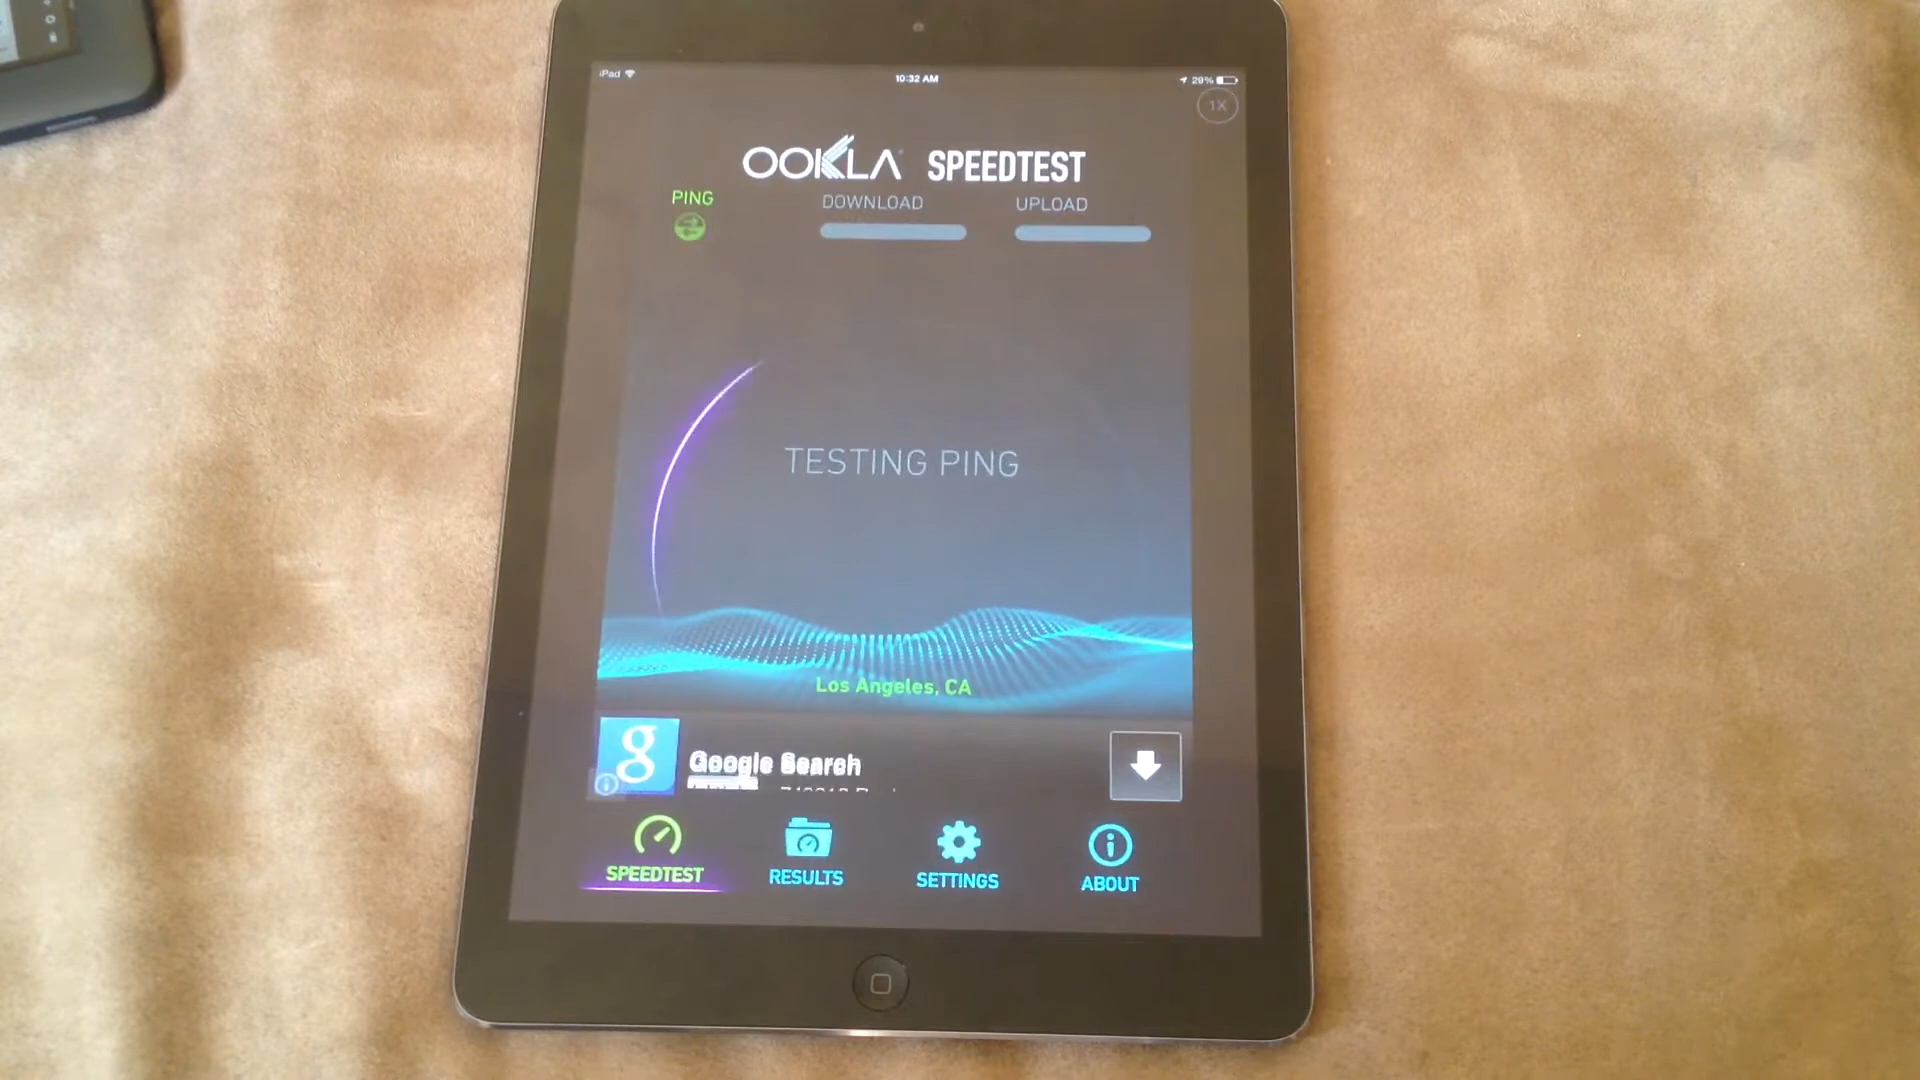 iPad
10:32 AM
29%
1X
OOKLA SPEEDTEST
PING
DOWNLOAD
UPLOAD
TESTING PING
Los Angeles, CA
g
Google Search
SPEEDTEST
RESULTS
SETTINGS
ABOUT